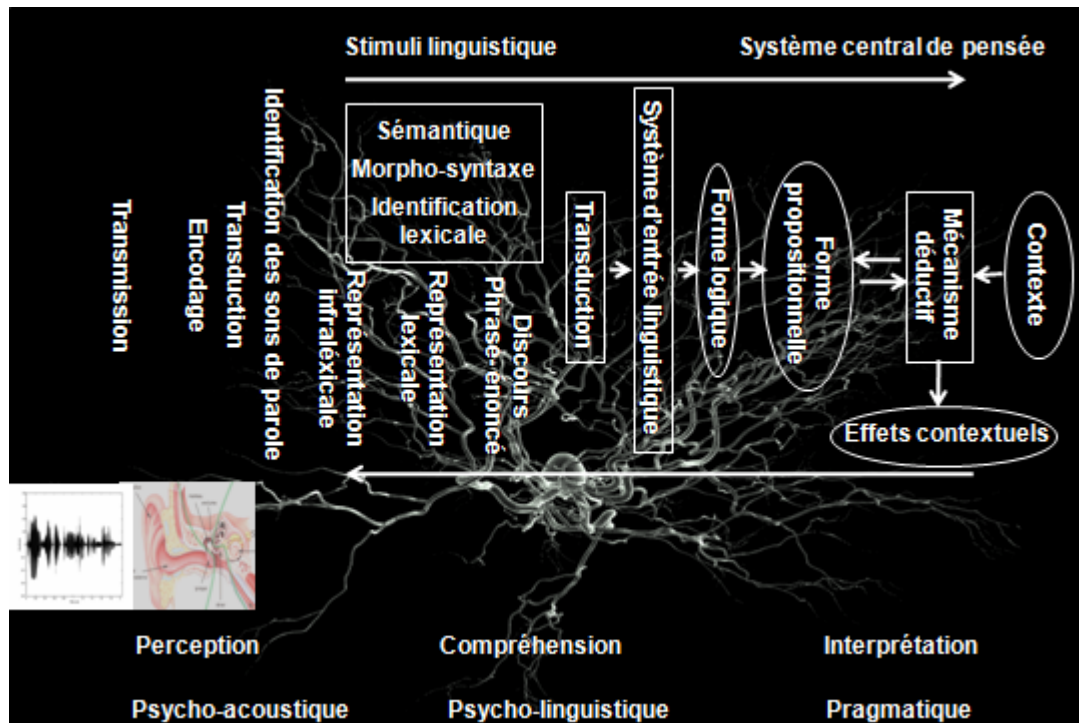 Stimuli linguistique
Système central de pensée
Transmission
Encodage
Transduction
Identification des sons de parole
Sémantique
Morpho-syntaxe
Identification
lexicale
Représentation
infraléxicale
Représentation
lexicale
Phrase- énoncé
Discours
Transduction
Système d'entrée linguistique
Forme logique
Forme
propositionnelle
Mécanisme
déductif
Contexte
Effets contextuels
Perception
Compréhension
Interprétation
Psycho-acoustique
Psycho-linguistique
Pragmatique